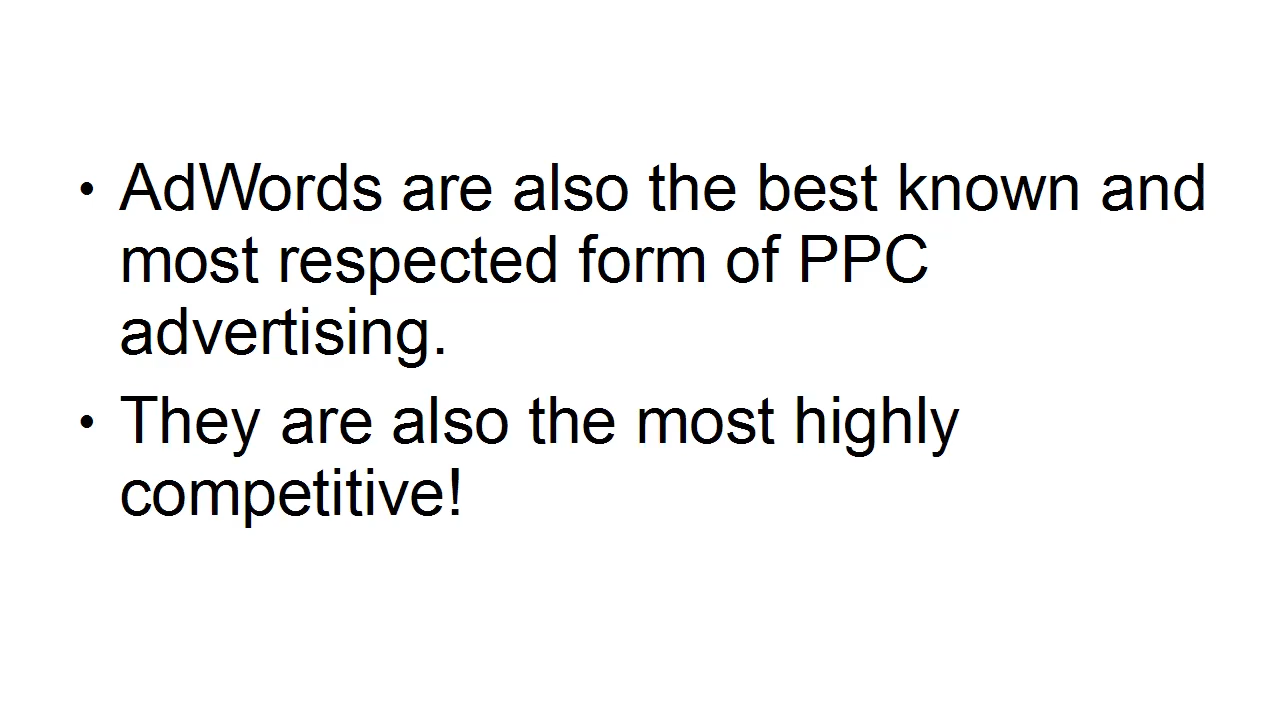 • AdWords are also the best known and
most respected form of PPC
advertising.
• They are also the most highly
competitive!